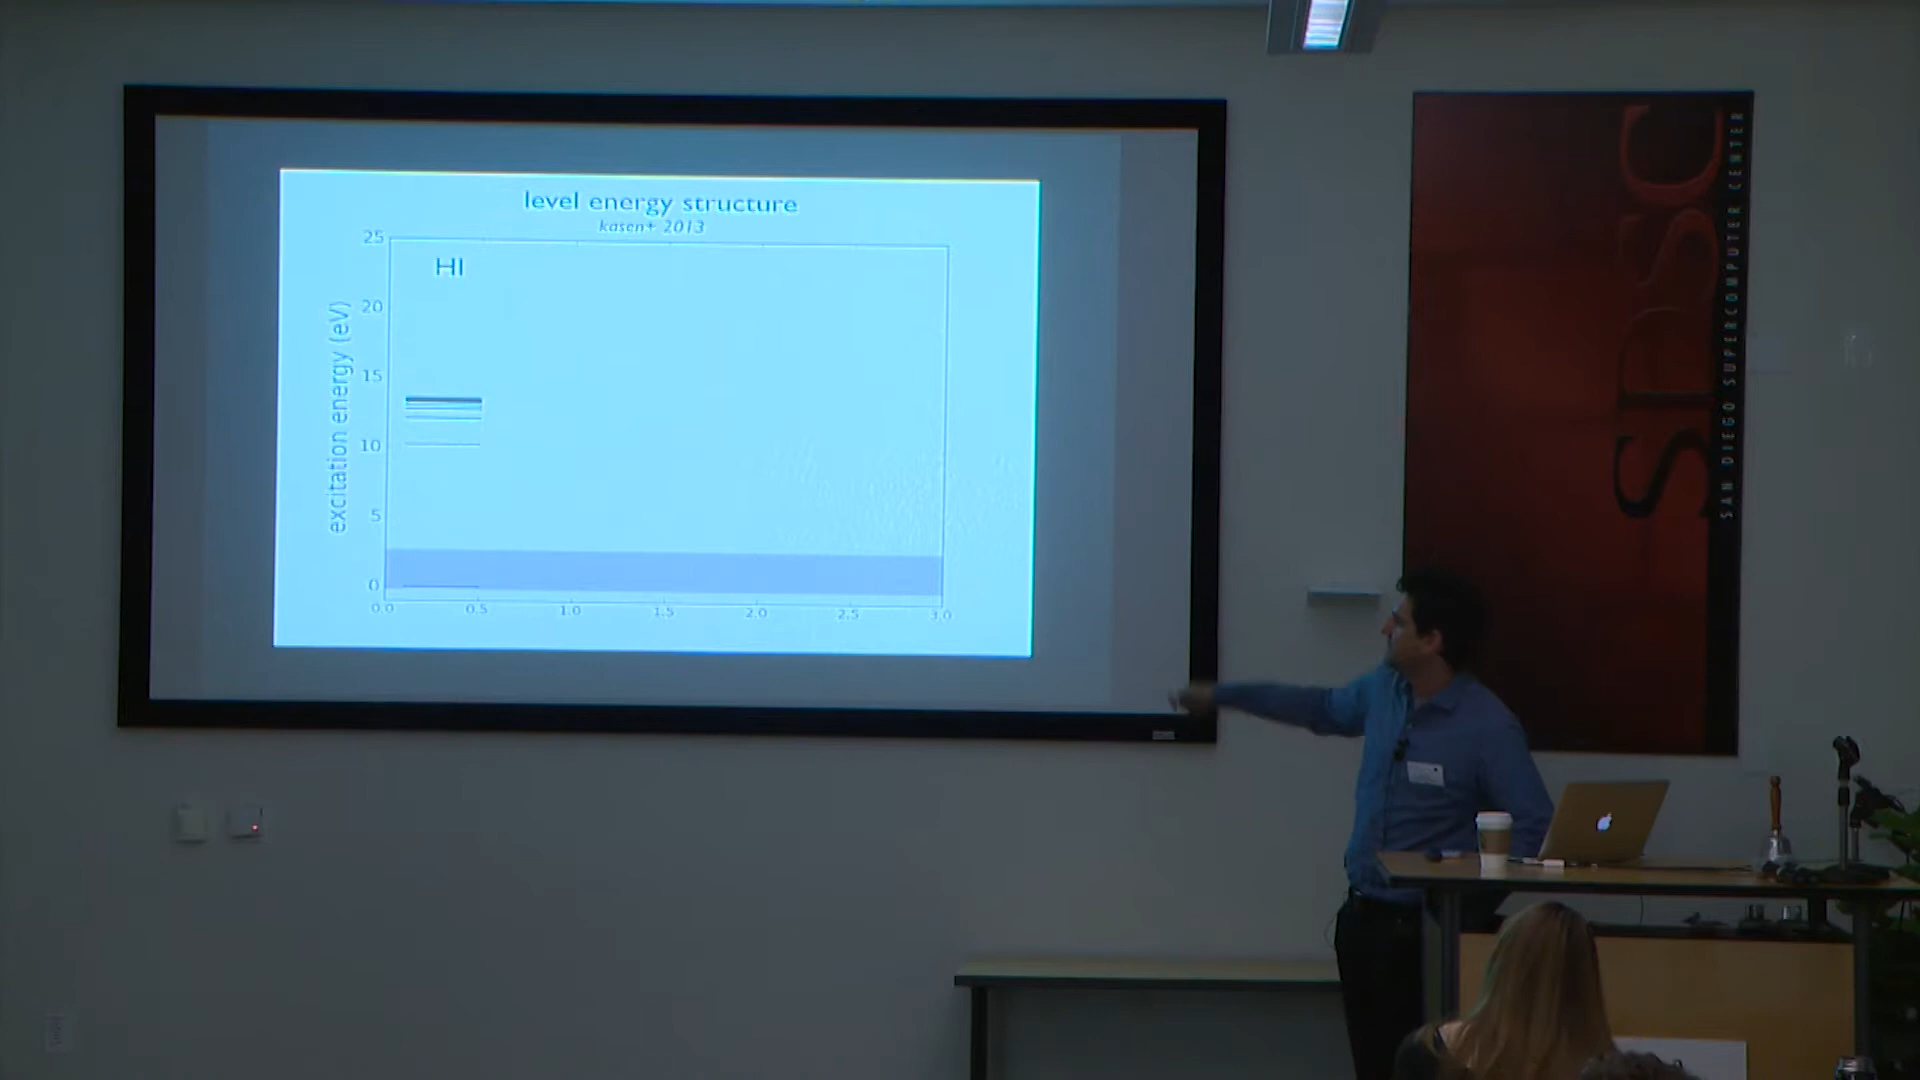 level energy structure
kasen+ 2013
25
HI
20
15
10
5
0
excitation energy (eV)
0.0 0.5 1.0 1.5 2.0 2.5 3.0
SDSC
SAN DIEGO SUPERCOMPUTER CENTER